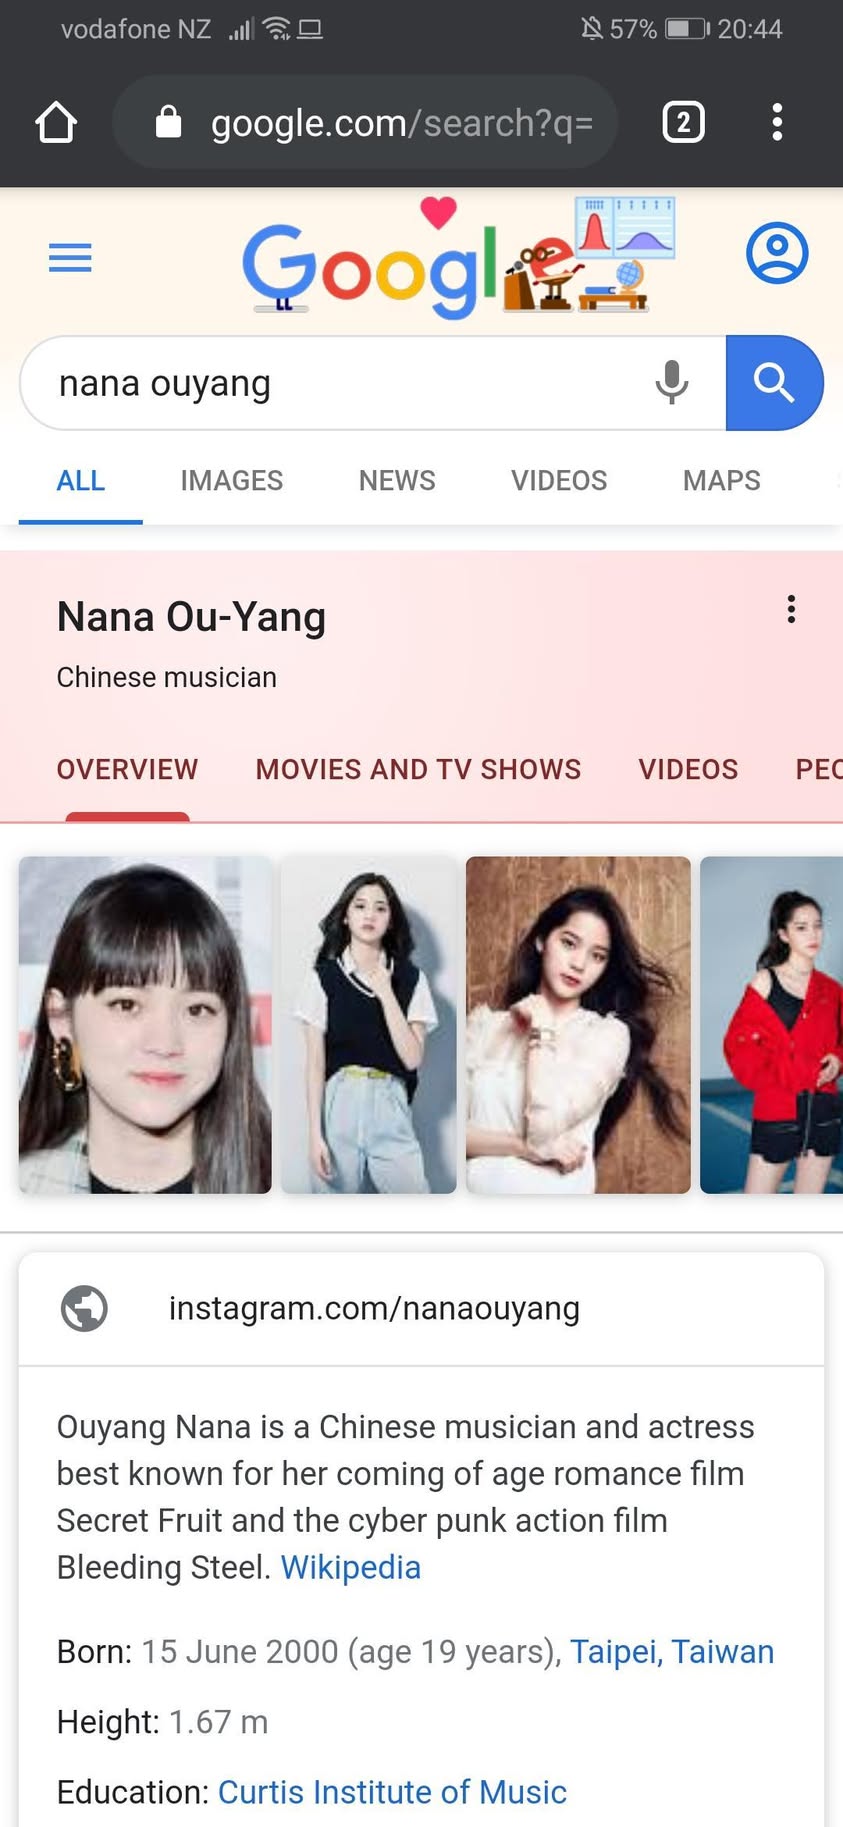 vodafone NZ 57% 20:44
google.com/search?q= 2
Google
nana ouyang
ALL IMAGES NEWS VIDEOS MAPS
Nana Ou-Yang
Chinese musician
OVERVIEW MOVIES AND TV SHOWS VIDEOS PEO
instagram.com/nanaouyang
Ouyang Nana is a Chinese musician and actress
best known for her coming of age romance film
Secret Fruit and the cyber punk action film
Bleeding Steel. Wikipedia
Born: 15 June 2000 (age 19 years), Taipei, Taiwan
Height: 1.67 m
Education: Curtis Institute of Music